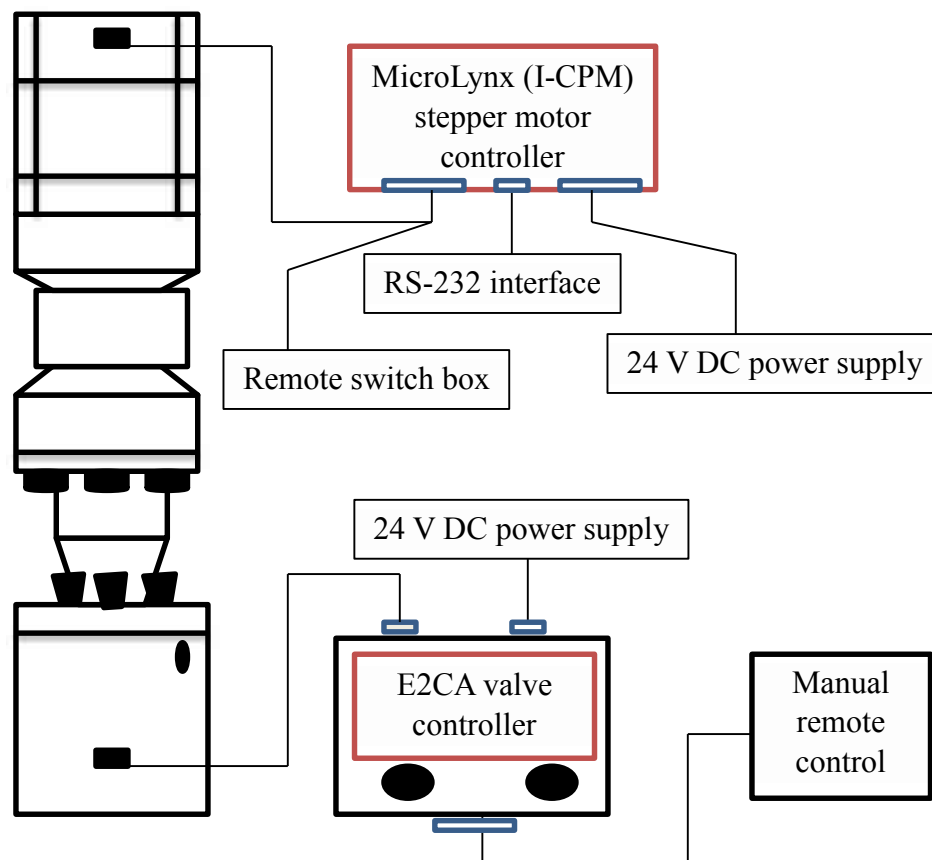 MicroLynx (I-CPM)
stepper motor
controller
RS-232 interface
Remote switch box
24 V DC power supply
24 V DC power supply
E2CA valve
controller
Manual
remote
control